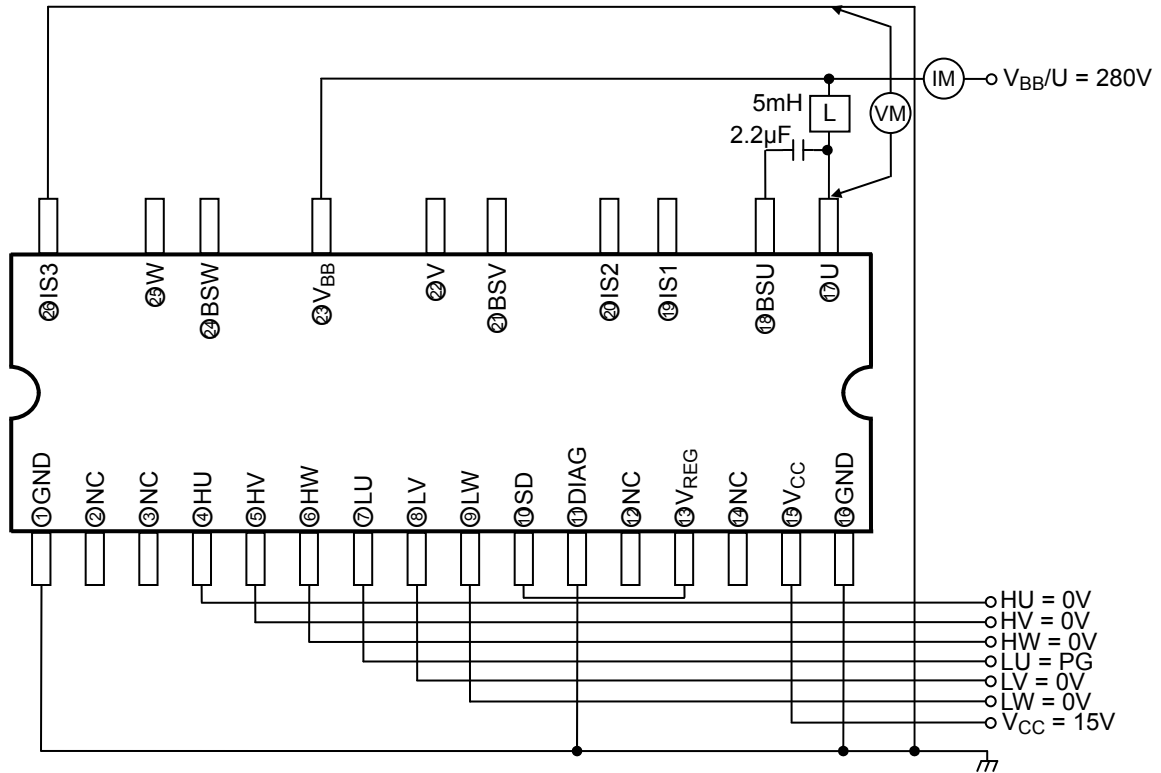 IM
V_BB/U = 280V
5mH
L
VM
2.2µF
㉖IS3
㉕W
㉔BSW
㉓V_BB
㉒V
㉑BSV
⑳IS2
⑲IS1
⑱BSU
⑰U
①GND
②NC
③NC
④HU
⑤HV
⑥HW
⑦LU
⑧LV
⑨LW
⑩SD
⑪DIAG
⑫NC
⑬V_REG
⑭NC
⑮V_CC
⑯GND
HU = 0V
HV = 0V
HW = 0V
LU = PG
LV = 0V
LW = 0V
V_CC = 15V